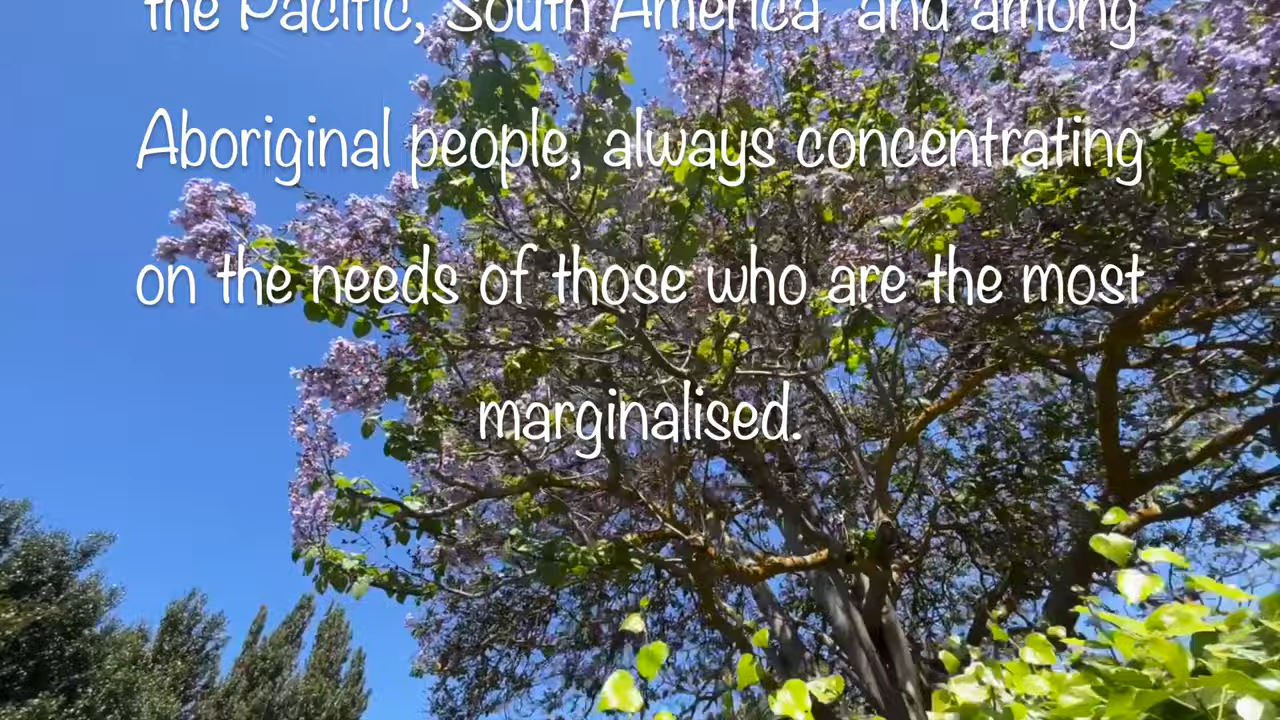 the Pacific, South America and among
Aboriginal people, always concentrating
on the needs of those who are the most
marginalised.